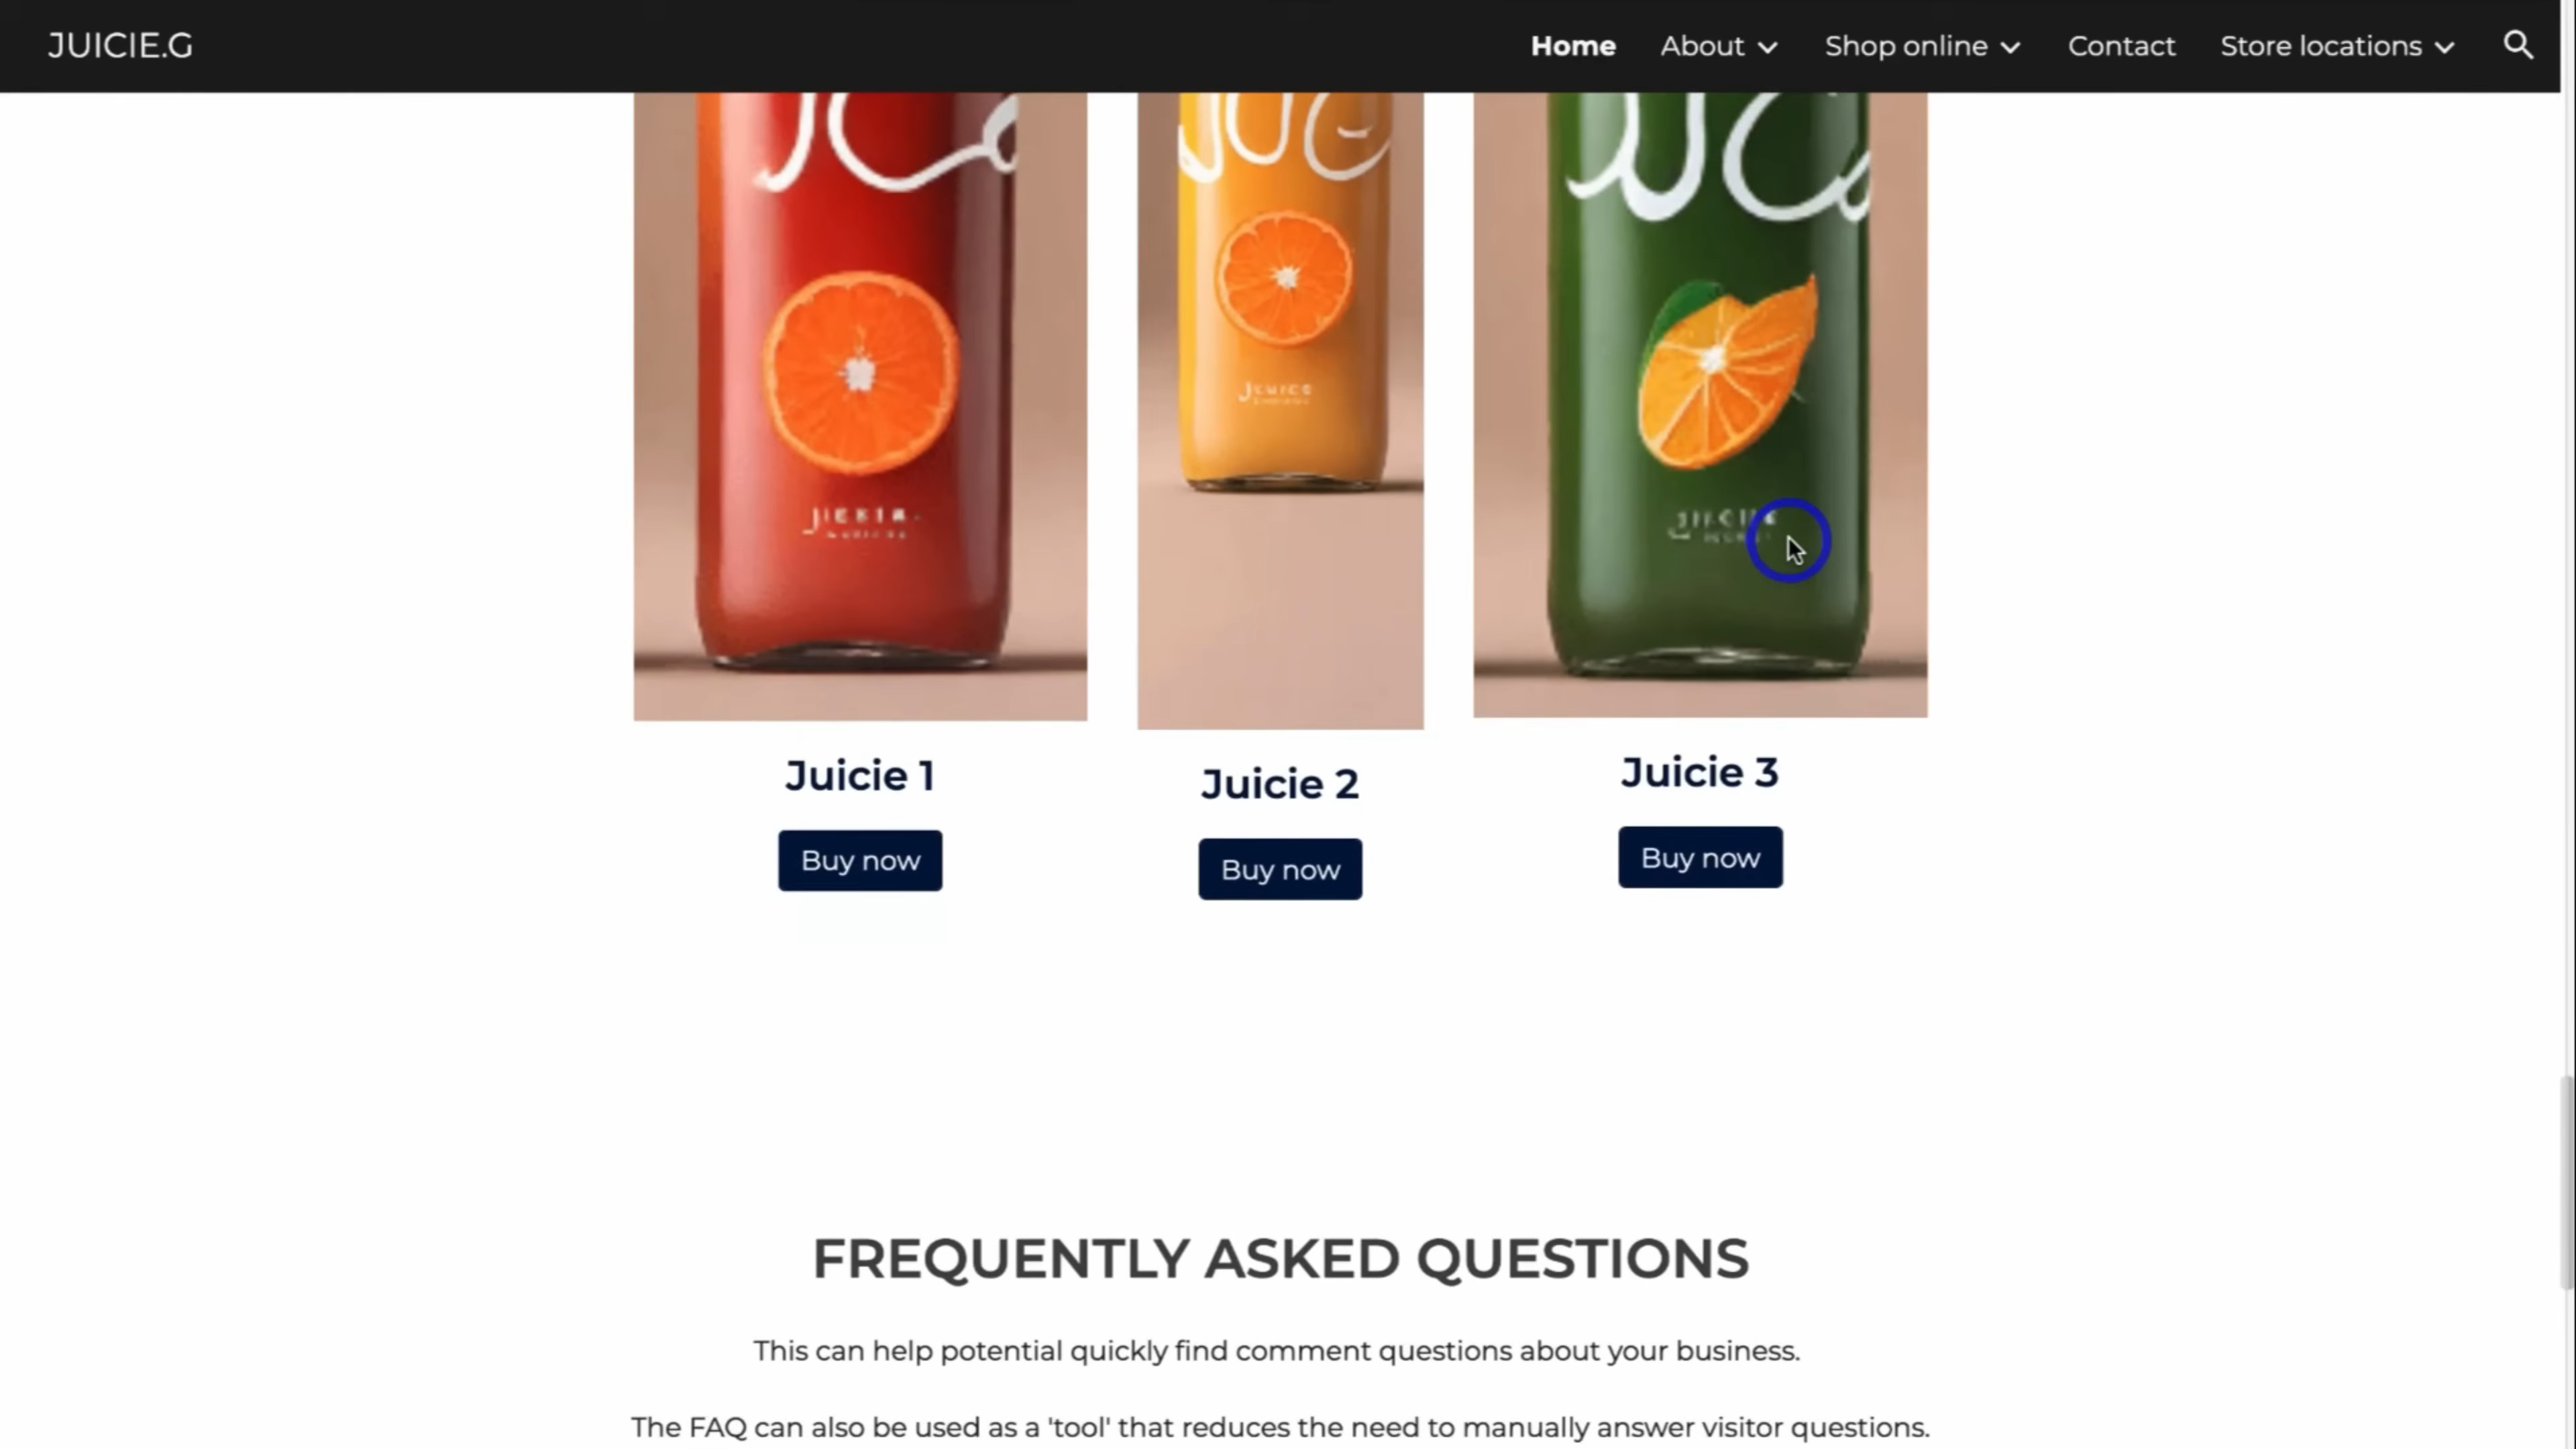 JUICIE.G
Home About Shop online Contact Store locations
Juicie 1
Juicie 2
Juicie 3
Buy now
Buy now
Buy now
FREQUENTLY ASKED QUESTIONS
This can help potential quickly find comment questions about your business.
The FAQ can also be used as a 'tool' that reduces the need to manually answer visitor questions.